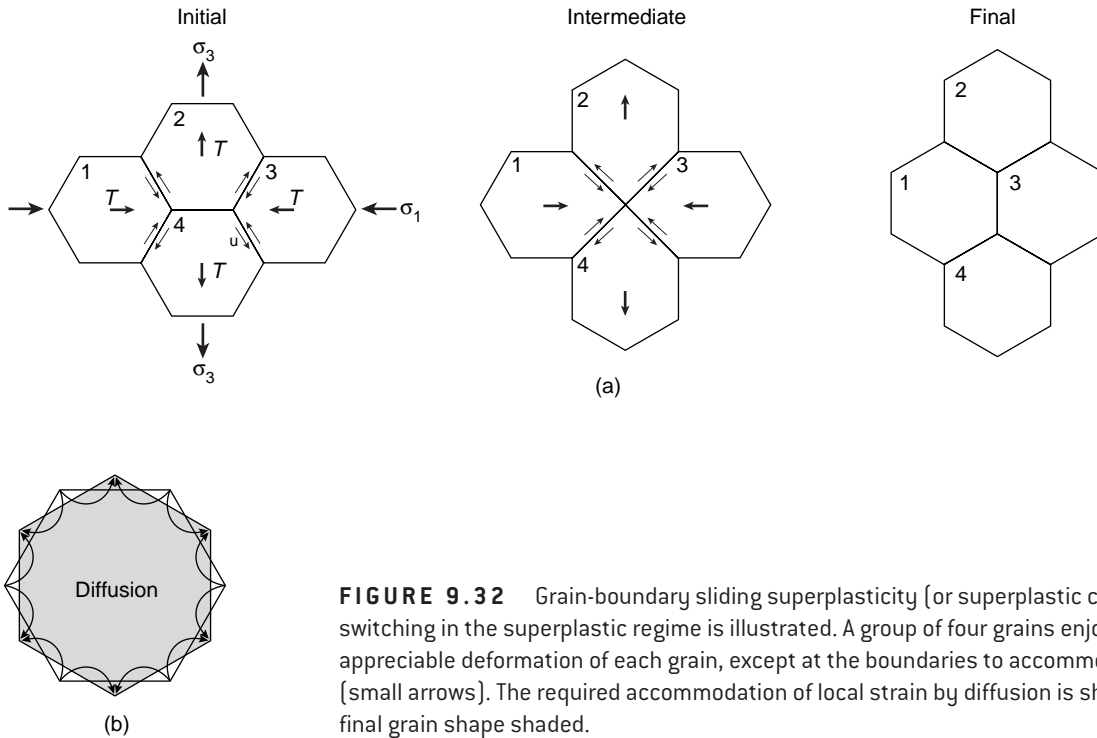 Initial
Intermediate
Final
σ3
2
T
1
3
T
T
σ1
4
u
T
σ3
2
1
3
4
(a)
2
1
3
4
Diffusion
(b)
FIGURE 9.32 Grain-boundary sliding superplasticity (or superplastic c
switching in the superplastic regime is illustrated. A group of four grains enjo
appreciable deformation of each grain, except at the boundaries to accomm
(small arrows). The required accommodation of local strain by diffusion is sh
final grain shape shaded.